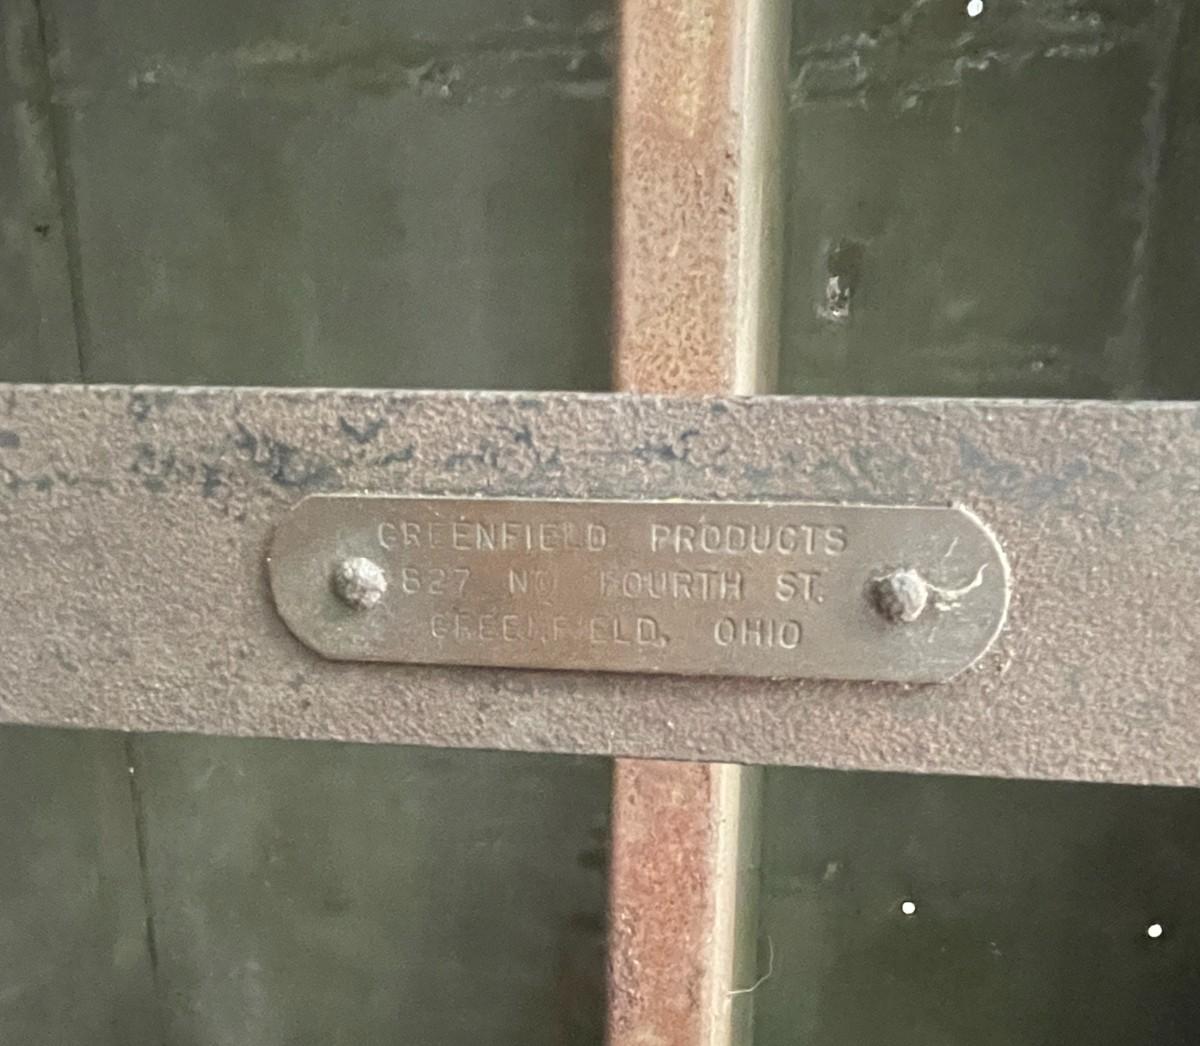 GREENFIELD PRODUCTS
627 NO FOURTH ST.
GREENFIELD, OHIO